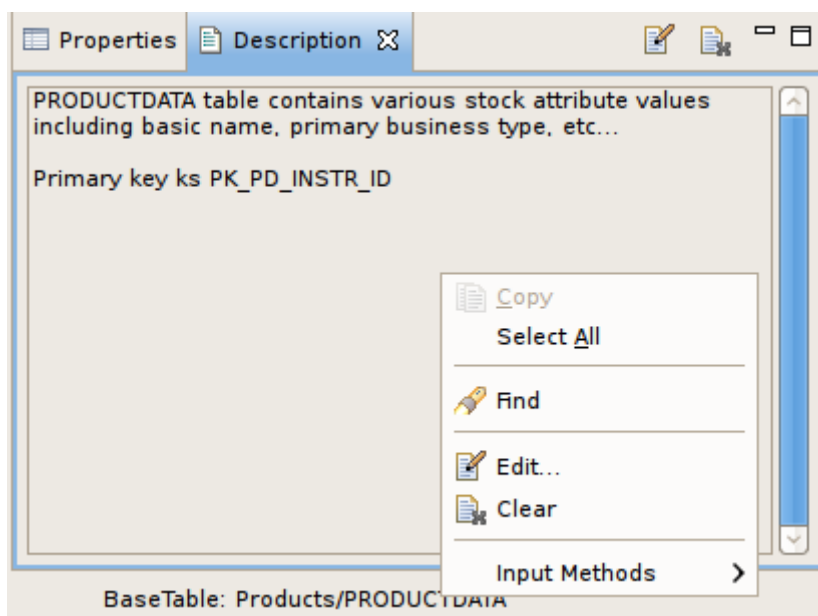 Properties
Description
PRODUCTDATA table contains various stock attribute values
including basic name, primary business type, etc...
Primary key ks PK_PD_INSTR_ID
Copy
Select All
Find
Edit...
Clear
Input Methods
BaseTable: Products/PRODUCTDATA